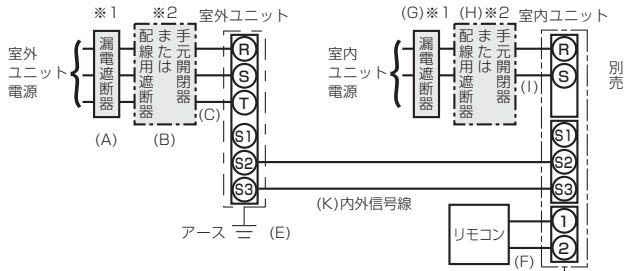 ※1
※2
室外ユニット
室外
ユニット
電源
漏電遮断器
手元開閉器
または
配線用遮断器
R
S
T
S1
S2
S3
(A)
(B)
(C)
アース
(E)
(G)※1
(H)※2
室内ユニット
室内
ユニット
電源
漏電遮断器
手元開閉器
または
配線用遮断器
(I)
R
S
別売
S1
S2
S3
(K)内外信号線
リモコン
1
2
(F)